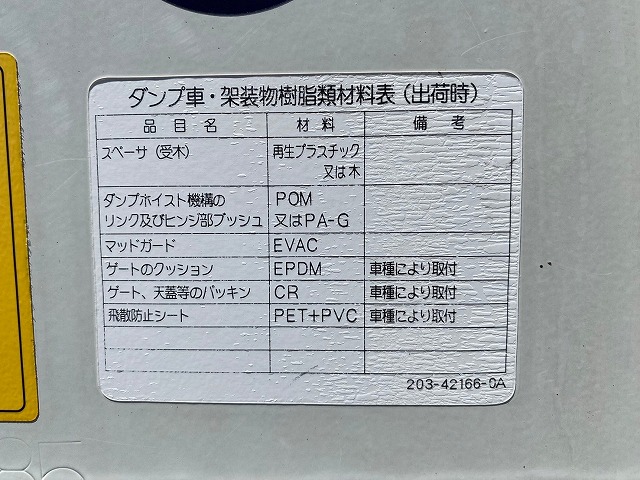 ダンプ車・架装物樹脂類材料表(出荷時)
品目名 材料 備考
スペーサ(受木) 再生プラスチック
又は木
ダンプホイスト機構の POM
リンク及びヒンジ部ブッシュ 又はPA-G
マッドガード EVAC
ゲートのクッション EPDM 車種により取付
ゲート、天蓋等のパッキン CR 車種により取付
飛散防止シート PET+PVC 車種により取付
203-42166-0A